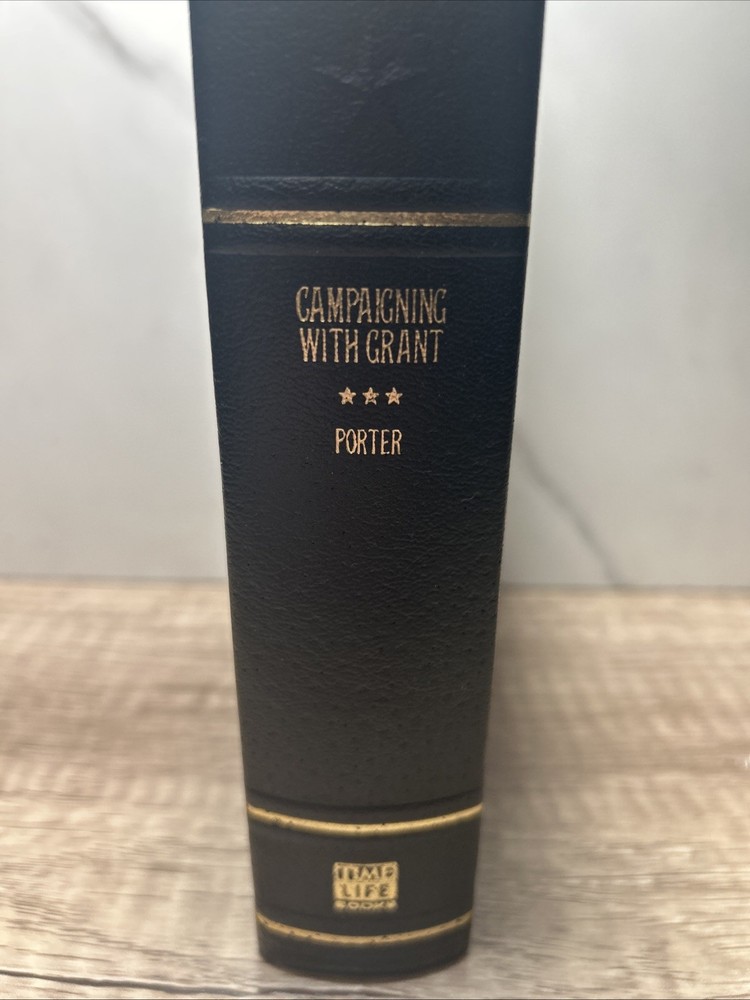 CAMPAIGNING
WITH GRANT
PORTER
TIME
LIFE
BOOKS